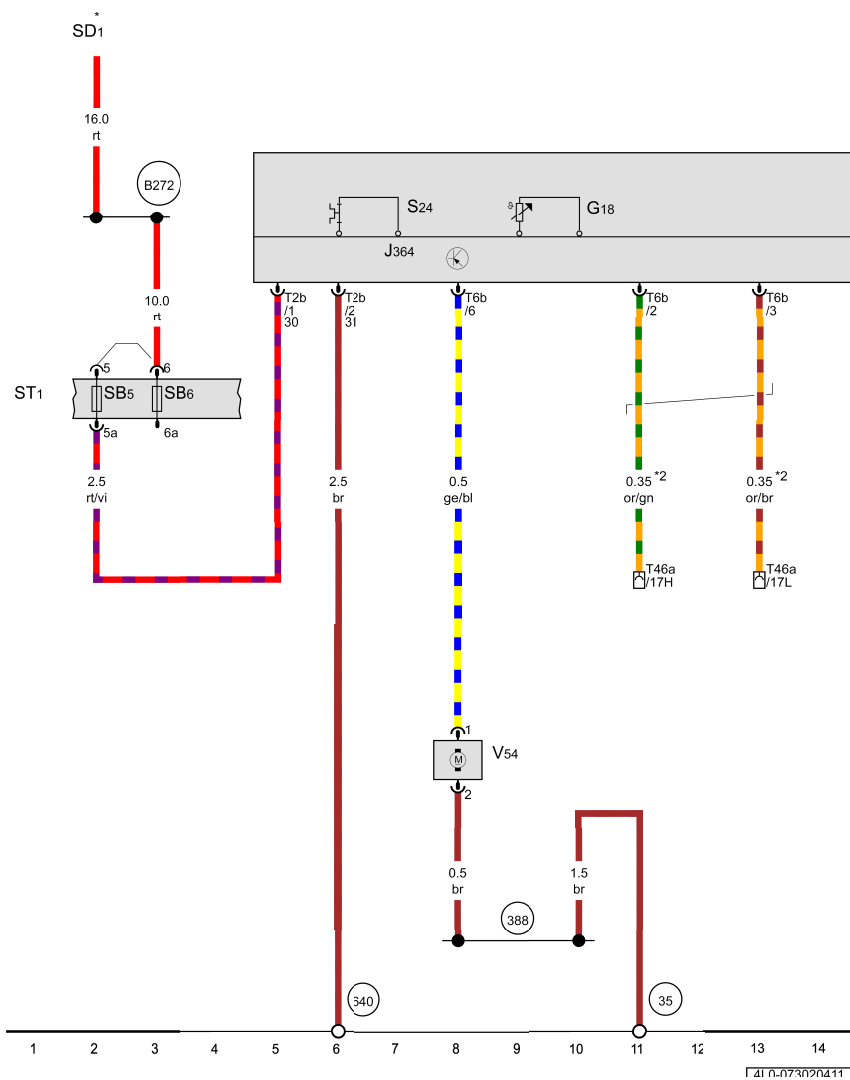 *
SD1
16.0
rt
B272
S24
G18
J364
10.0
rt
T2b
/1
30
T2b
/2
31
T6b
/6
T6b
/2
T6b
/3
5
6
ST1
SB5
SB6
5a
6a
2.5
rt/vi
2.5
br
0.5
ge/bl
0.35 *2
or/gn
0.35 *2
or/br
T46a
/17H
T46a
/17L
1
M
V54
2
0.5
br
1.5
br
388
640
35
1 2 3 4 5 6 7 8 9 10 11 12 13 14
4L0-073020411